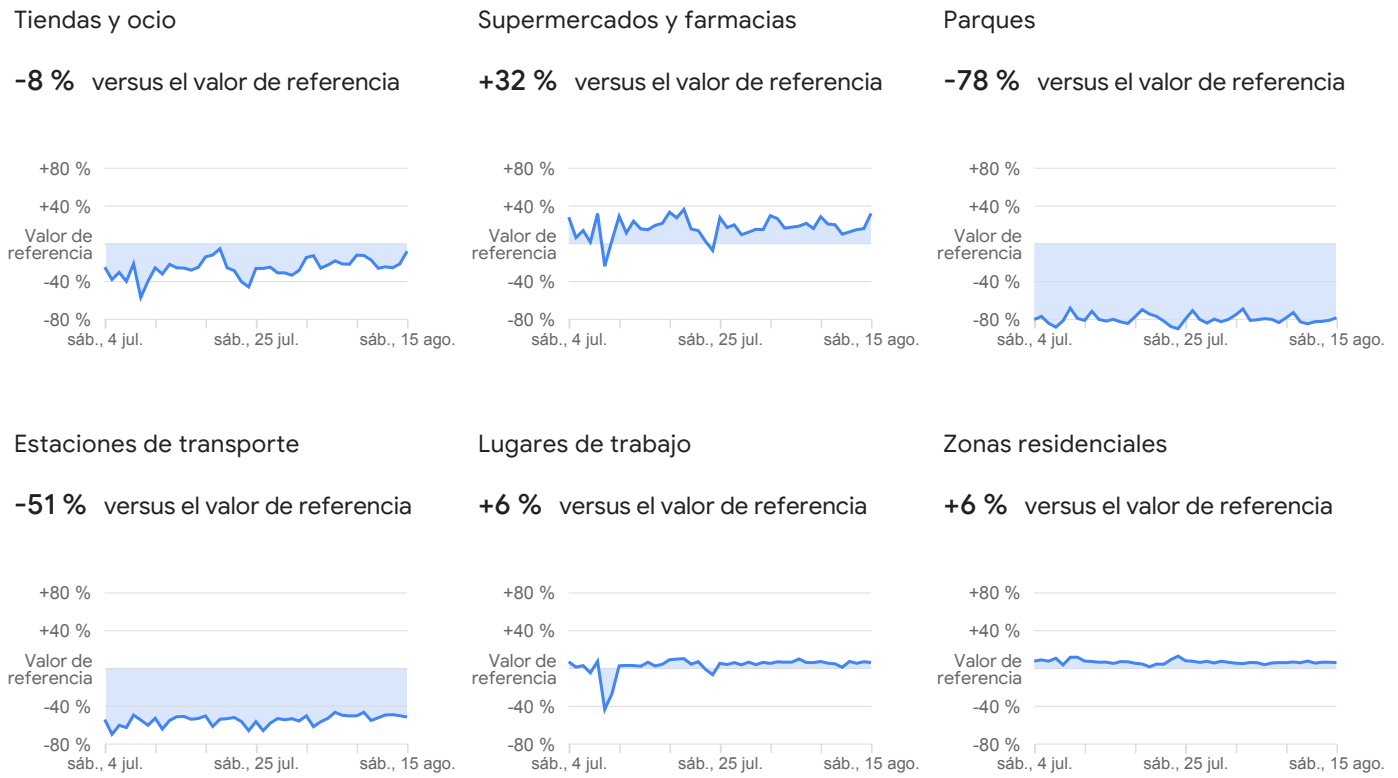 Tiendas y ocio
-8 % versus el valor de referencia
+80 %
+40 %
Valor de
referencia
-40 %
-80 %
sáb., 4 jul. sáb., 25 jul. sáb., 15 ago.
Supermercados y farmacias
+32 % versus el valor de referencia
+80 %
+40 %
Valor de
referencia
-40 %
-80 %
sáb., 4 jul. sáb., 25 jul. sáb., 15 ago.
Parques
-78 % versus el valor de referencia
+80 %
+40 %
Valor de
referencia
-40 %
-80 %
sáb., 4 jul. sáb., 25 jul. sáb., 15 ago.
Estaciones de transporte
-51 % versus el valor de referencia
+80 %
+40 %
Valor de
referencia
-40 %
-80 %
sáb., 4 jul. sáb., 25 jul. sáb., 15 ago.
Lugares de trabajo
+6 % versus el valor de referencia
+80 %
+40 %
Valor de
referencia
-40 %
-80 %
sáb., 4 jul. sáb., 25 jul. sáb., 15 ago.
Zonas residenciales
+6 % versus el valor de referencia
+80 %
+40 %
Valor de
referencia
-40 %
-80 %
sáb., 4 jul. sáb., 25 jul. sáb., 15 ago.